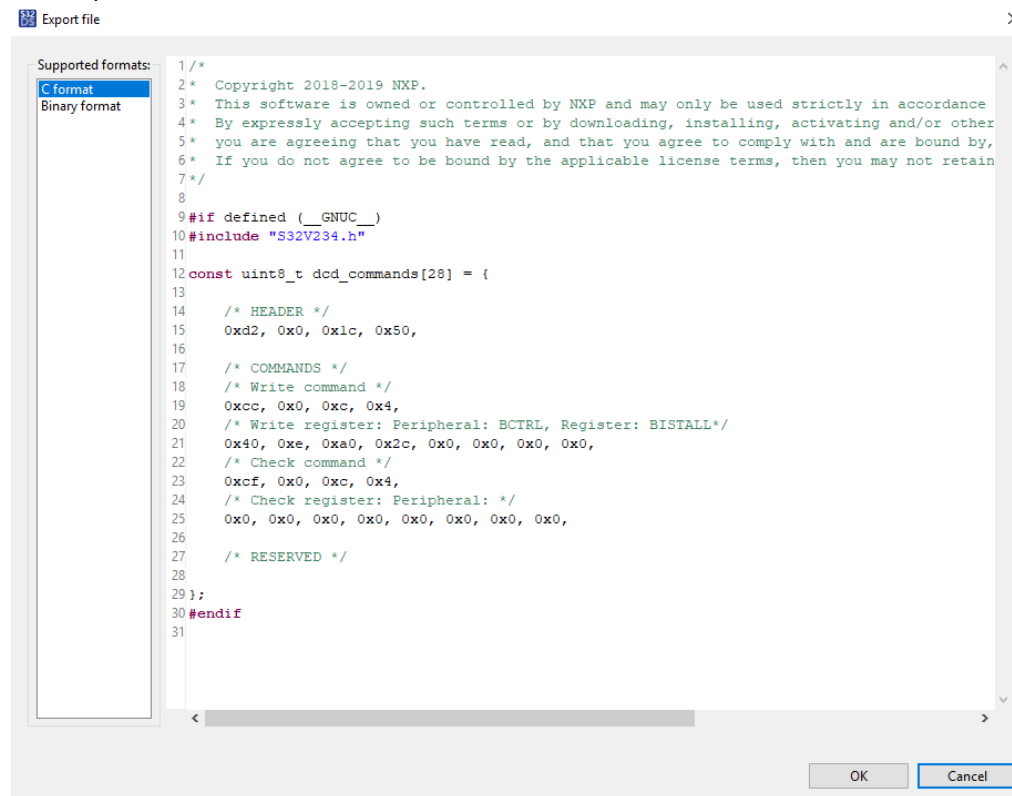 S32
DS
Export file
Supported formats:
C format
Binary format
1 /*
2 *  Copyright 2018-2019 NXP.
3 *  This software is owned or controlled by NXP and may only be used strictly in accordance
4 *  By expressly accepting such terms or by downloading, installing, activating and/or other
5 *  you are agreeing that you have read, and that you agree to comply with and are bound by,
6 *  If you do not agree to be bound by the applicable license terms, then you may not retain
7 */
8
9 #if defined (__GNUC__)
10 #include "S32V234.h"
11
12 const uint8_t dcd_commands[28] = {
13
14     /* HEADER */
15     0xd2, 0x0, 0x1c, 0x50,
16
17     /* COMMANDS */
18     /* Write command */
19     0xcc, 0x0, 0xc, 0x4,
20     /* Write register: Peripheral: BCTRL, Register: BISTALL*/
21     0x40, 0xe, 0xa0, 0x2c, 0x0, 0x0, 0x0, 0x0,
22     /* Check command */
23     0xcf, 0x0, 0xc, 0x4,
24     /* Check register: Peripheral: */
25     0x0, 0x0, 0x0, 0x0, 0x0, 0x0, 0x0, 0x0,
26
27     /* RESERVED */
28
29 };
30 #endif
31
OK
Cancel